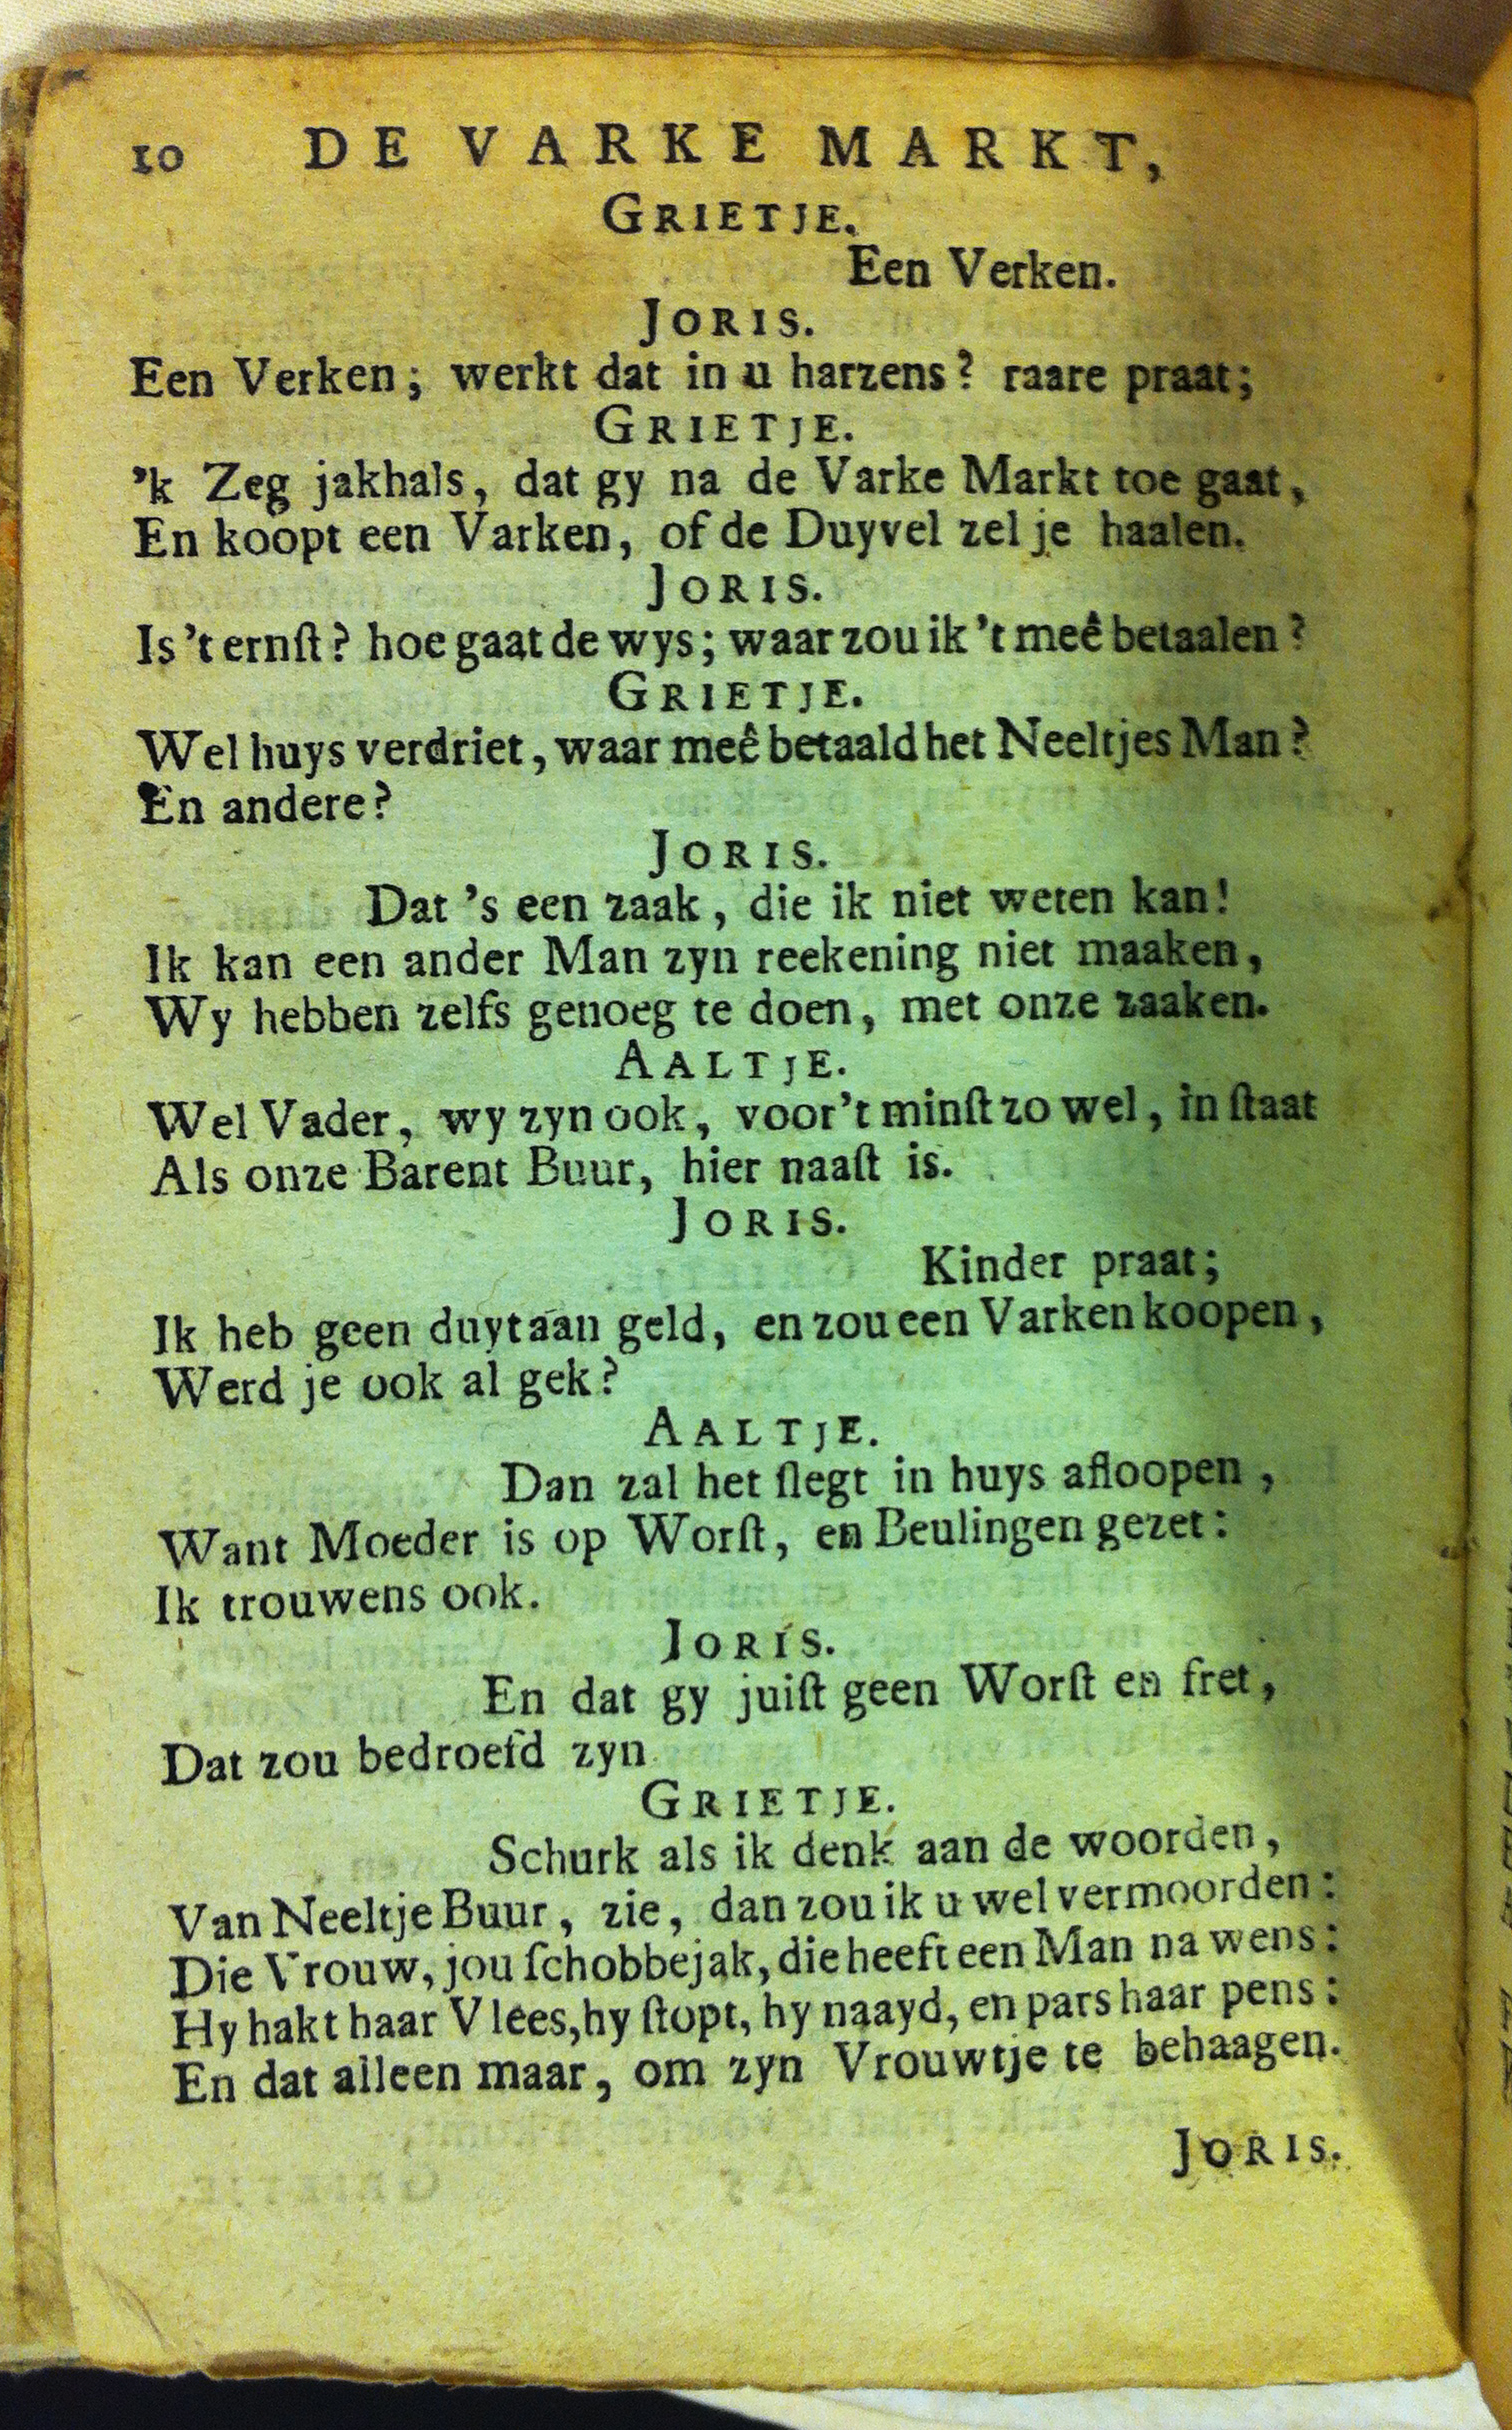 10 DE VARKE MARKT,
GRIETJE.
Een Verken.
JORIS.
Een Verken; werkt dat in u harzens? raare praat;
GRIETJE.
'k Zeg jakhals, dat gy na de Varke Markt toe gaat,
En koopt een Varken, of de Duyvel zel je haalen.
JORIS.
Is 't ernſt? hoe gaat de wys; waar zou ik 't meê betaalen?
GRIETJE.
Wel huys verdriet, waar meê betaald het Neeltjes Man?
En andere?
JORIS.
Dat 's een zaak, die ik niet weten kan!
Ik kan een ander Man zyn reekening niet maaken,
Wy hebben zelfs genoeg te doen, met onze zaaken.
AALTJE.
Wel Vader, wy zyn ook, voor't minſt zo wel, in ſtaat
Als onze Barent Buur, hier naaſt is.
JORIS.
Kinder praat;
Ik heb geen duyt aan geld, en zou een Varken koopen,
Werd je ook al gek?
AALTJE.
Dan zal het ſlegt in huys afloopen,
Want Moeder is op Worſt, en Beulingen gezet:
Ik trouwens ook.
JORIS.
En dat gy juiſt geen Worſt en fret,
Dat zou bedroefd zyn
GRIETJE.
Schurk als ik denk aan de woorden,
Van Neeltje Buur, zie, dan zou ik u wel vermoorden:
Die Vrouw, jou ſchobbejak, die heeft een Man na wens:
Hy hakt haar Vlees, hy ſtopt, hy naayd, en pars haar pens:
En dat alleen maar, om zyn Vrouwtje te behaagen.
JORIS.